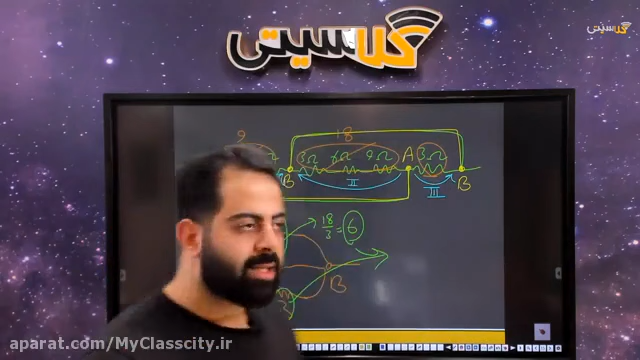 کلاسیتی
کلاسیتی
9 18
3Ω 6Ω 9Ω A 3Ω
B B
II III
18/3 = 6
B
aparat.com/MyClasscity.ir